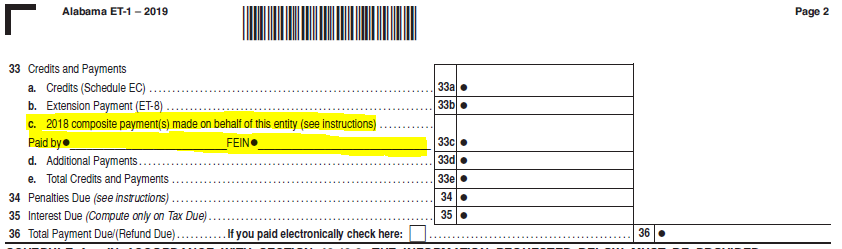 Alabama ET-1 – 2019 Page 2
33 Credits and Payments
a. Credits (Schedule EC) 33a ●
b. Extension Payment (ET-8) 33b ●
c. 2018 composite payment(s) made on behalf of this entity (see instructions)
Paid by ● FEIN ● 33c ●
d. Additional Payments 33d ●
e. Total Credits and Payments 33e ●
34 Penalties Due (see instructions) 34 ●
35 Interest Due (Compute only on Tax Due) 35 ●
36 Total Payment Due/(Refund Due) If you paid electronically check here: 36 ●